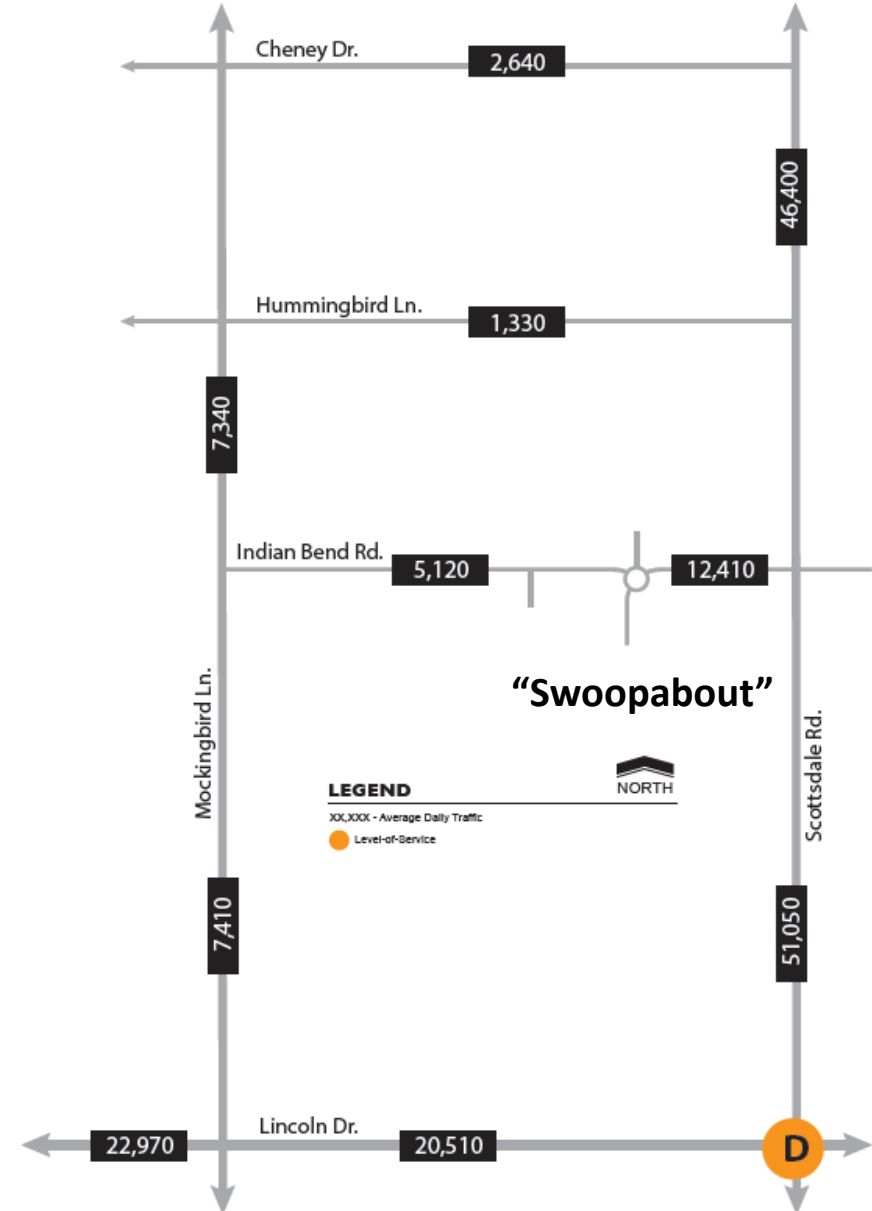 Cheney Dr.
2,640
46,400
Hummingbird Ln.
1,330
7,340
Indian Bend Rd.
5,120
12,410
“Swoopabout”
Mockingbird Ln.
Scottsdale Rd.
LEGEND
NORTH
XX,XXX - Average Daily Traffic
Level-of-Service
7,410
51,050
Lincoln Dr.
22,970
20,510
D